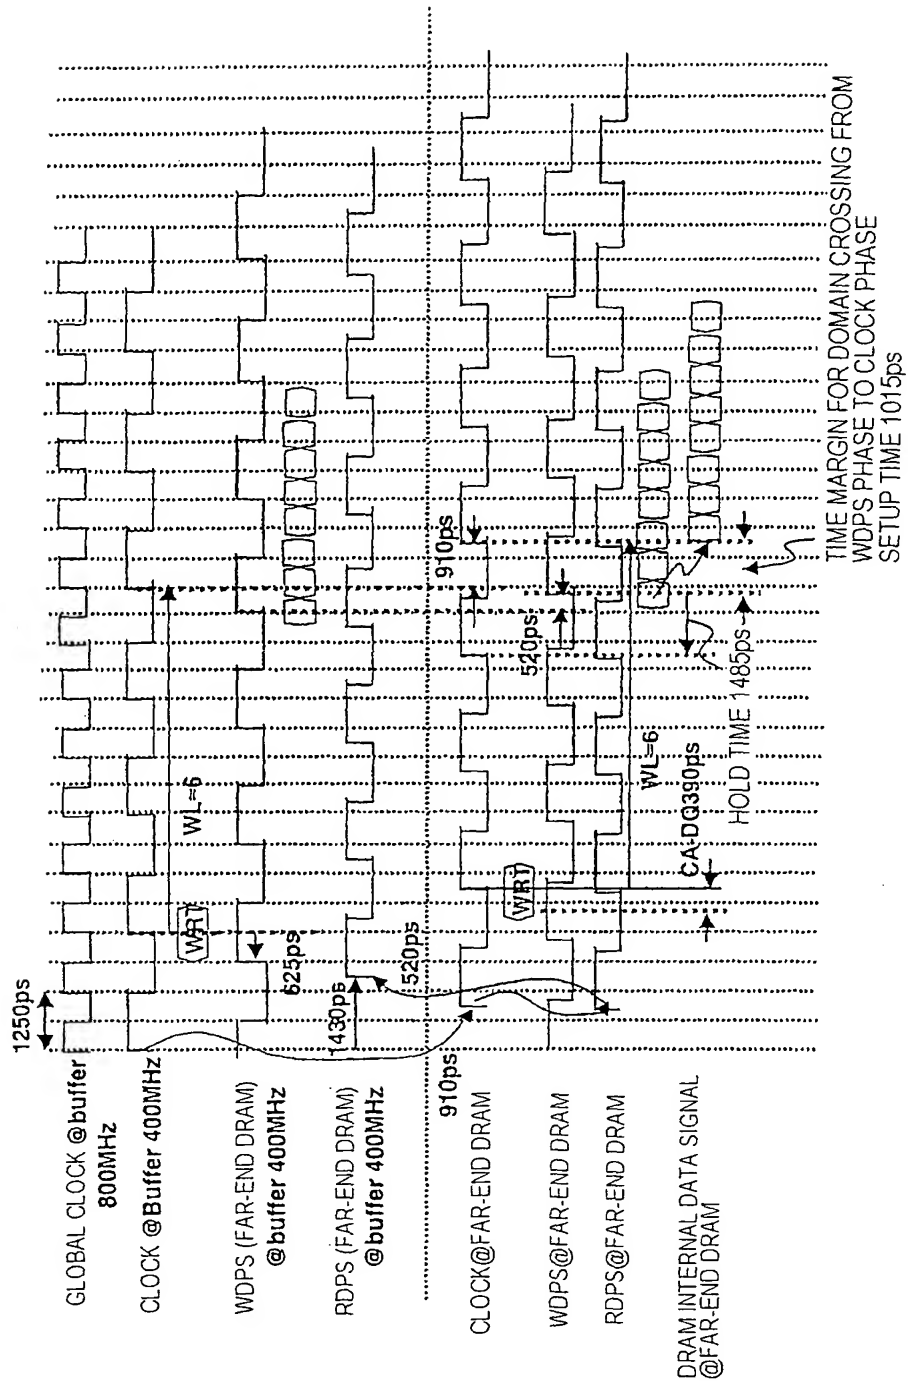 1250ps
GLOBAL CLOCK @buffer
800MHz
CLOCK @Buffer 400MHz
WL=6
WRT
WDPS (FAR-END DRAM)
@buffer 400MHz
625ps
RDPS (FAR-END DRAM)
@buffer 400MHz
1430ps
520ps
910ps
910ps
CLOCK@FAR-END DRAM
WRT
520ps
WDPS@FAR-END DRAM
RDPS@FAR-END DRAM
WL=6
DRAM INTERNAL DATA SIGNAL
@FAR-END DRAM
CA-DQ390ps
HOLD TIME 1485ps
TIME MARGIN FOR DOMAIN CROSSING FROM
WDPS PHASE TO CLOCK PHASE
SETUP TIME 1015ps